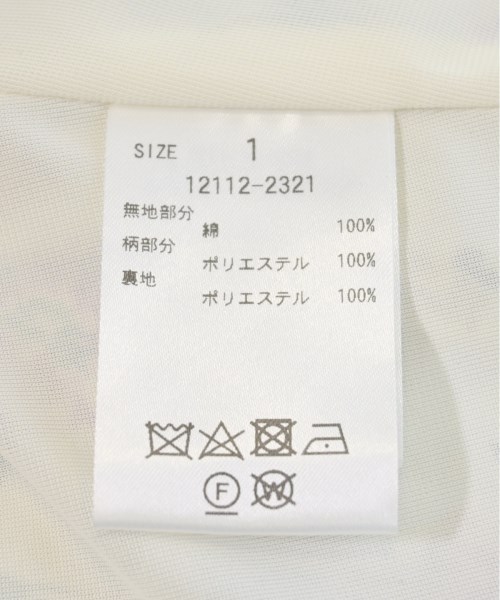 SIZE 1
12112-2321
無地部分
綿 100%
柄部分
ポリエステル 100%
裏地
ポリエステル 100%
F W